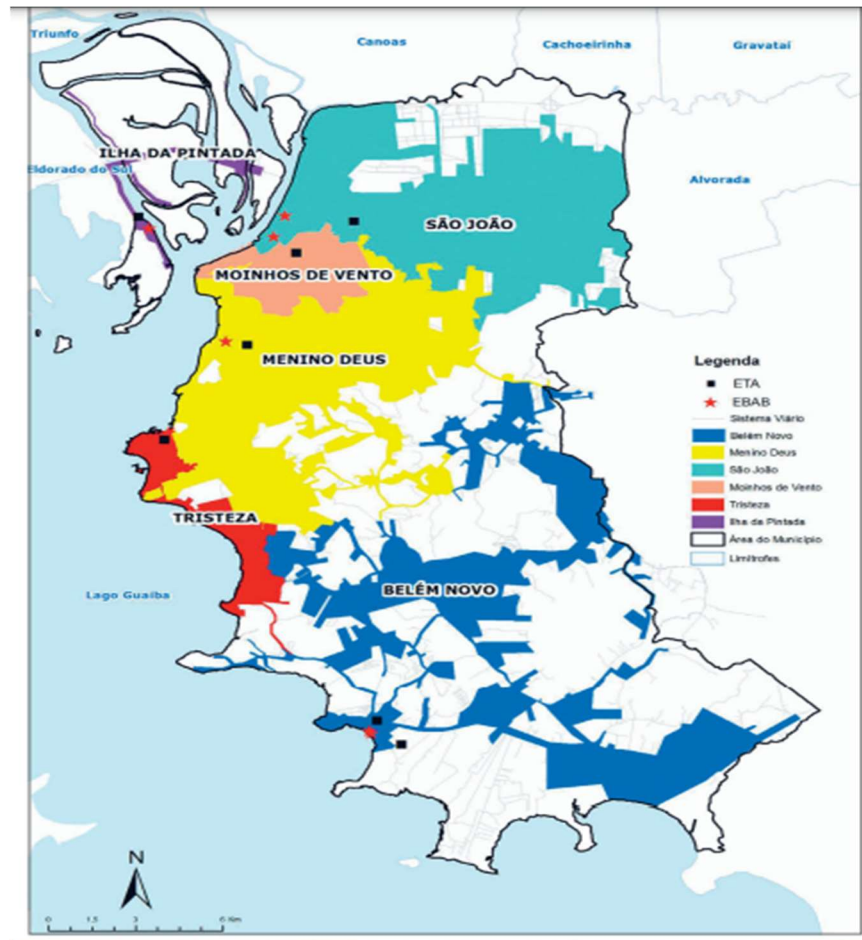 Triunfo
Canoas
Cachoeirinha
Gravataí
ILHA DA PINTADA
Eldorado do Sul
Alvorada
SÃO JOÃO
MOINHOS DE VENTO
MENINO DEUS
Legenda
ETA
EBAB
Sistema Viário
Belém Novo
Menino Deus
São João
Moinhos de Vento
Tristeza
Ilha da Pintada
Área do Município
Limítrofes
TRISTEZA
BELÉM NOVO
Lago Guaíba
N
0 1,5 3 6 Km